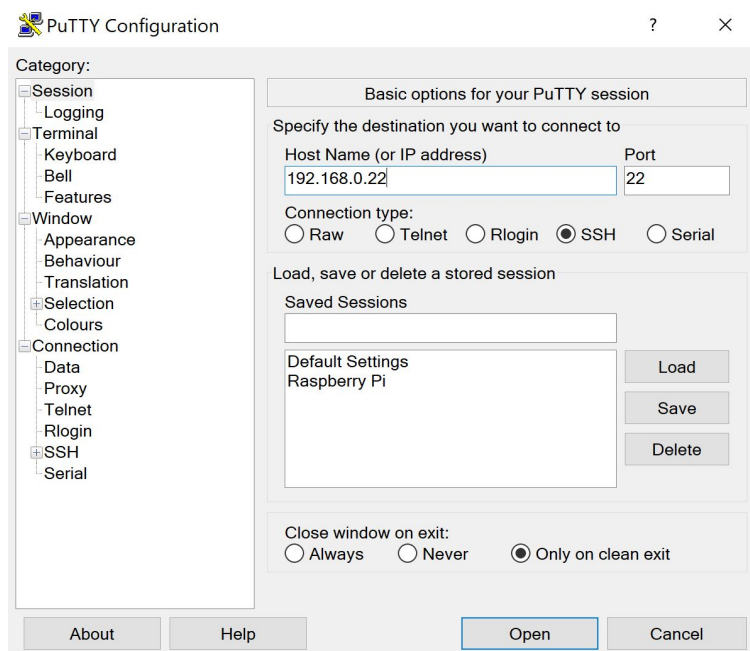 PuTTY Configuration
?
Category:
Session
Logging
Terminal
Keyboard
Bell
Features
Window
Appearance
Behaviour
Translation
Selection
Colours
Connection
Data
Proxy
Telnet
Rlogin
SSH
Serial
Basic options for your PuTTY session
Specify the destination you want to connect to
Host Name (or IP address) Port
192.168.0.22 22
Connection type:
Raw Telnet Rlogin SSH Serial
Load, save or delete a stored session
Saved Sessions
Default Settings
Raspberry Pi
Load
Save
Delete
Close window on exit:
Always Never Only on clean exit
About Help Open Cancel